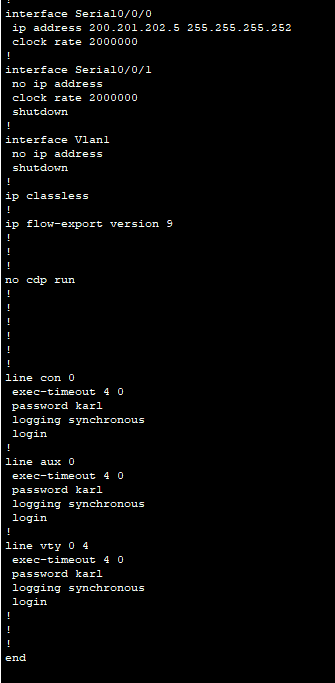 !
interface Serial0/0/0
 ip address 200.201.202.5 255.255.255.252
 clock rate 2000000
!
interface Serial0/0/1
 no ip address
 clock rate 2000000
 shutdown
!
interface Vlan1
 no ip address
 shutdown
!
ip classless
!
ip flow-export version 9
!
!
!
no cdp run
!
!
!
!
!
!
line con 0
 exec-timeout 4 0
 password karl
 logging synchronous
 login
!
line aux 0
 exec-timeout 4 0
 password karl
 logging synchronous
 login
!
line vty 0 4
 exec-timeout 4 0
 password karl
 logging synchronous
 login
!
!
!
end